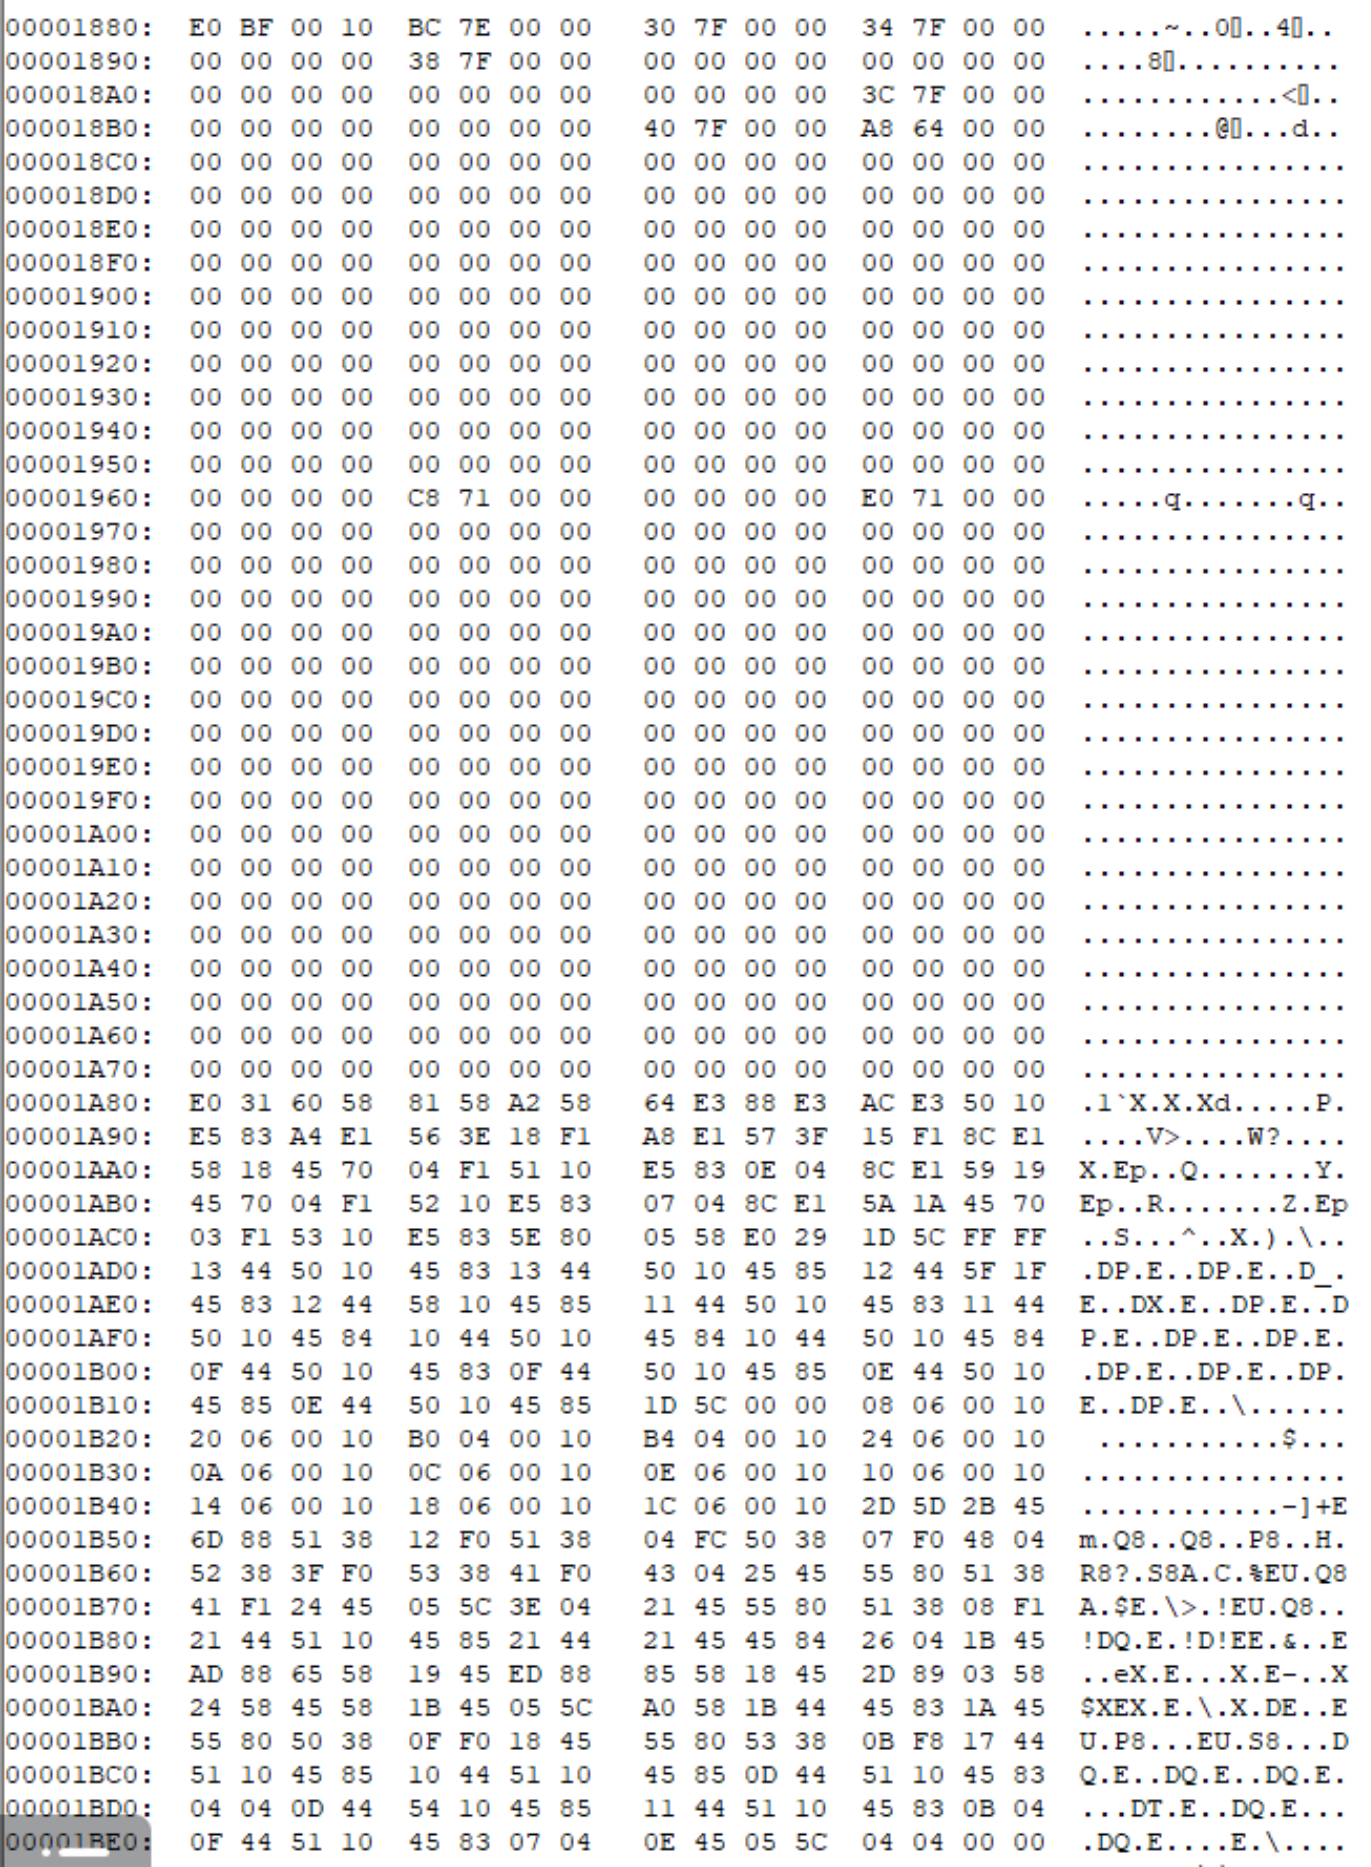 00001880: E0 BF 00 10 BC 7E 00 00 30 7F 00 00 34 7F 00 00 .....~..0▯..4▯..
00001890: 00 00 00 00 38 7F 00 00 00 00 00 00 00 00 00 00 ....8▯..........
000018A0: 00 00 00 00 00 00 00 00 00 00 00 00 3C 7F 00 00 ............<▯..
000018B0: 00 00 00 00 00 00 00 00 40 7F 00 00 A8 64 00 00 ........@▯...d..
000018C0: 00 00 00 00 00 00 00 00 00 00 00 00 00 00 00 00 ................
000018D0: 00 00 00 00 00 00 00 00 00 00 00 00 00 00 00 00 ................
000018E0: 00 00 00 00 00 00 00 00 00 00 00 00 00 00 00 00 ................
000018F0: 00 00 00 00 00 00 00 00 00 00 00 00 00 00 00 00 ................
00001900: 00 00 00 00 00 00 00 00 00 00 00 00 00 00 00 00 ................
00001910: 00 00 00 00 00 00 00 00 00 00 00 00 00 00 00 00 ................
00001920: 00 00 00 00 00 00 00 00 00 00 00 00 00 00 00 00 ................
00001930: 00 00 00 00 00 00 00 00 00 00 00 00 00 00 00 00 ................
00001940: 00 00 00 00 00 00 00 00 00 00 00 00 00 00 00 00 ................
00001950: 00 00 00 00 00 00 00 00 00 00 00 00 00 00 00 00 ................
00001960: 00 00 00 00 C8 71 00 00 00 00 00 00 E0 71 00 00 .....q.......q..
00001970: 00 00 00 00 00 00 00 00 00 00 00 00 00 00 00 00 ................
00001980: 00 00 00 00 00 00 00 00 00 00 00 00 00 00 00 00 ................
00001990: 00 00 00 00 00 00 00 00 00 00 00 00 00 00 00 00 ................
000019A0: 00 00 00 00 00 00 00 00 00 00 00 00 00 00 00 00 ................
000019B0: 00 00 00 00 00 00 00 00 00 00 00 00 00 00 00 00 ................
000019C0: 00 00 00 00 00 00 00 00 00 00 00 00 00 00 00 00 ................
000019D0: 00 00 00 00 00 00 00 00 00 00 00 00 00 00 00 00 ................
000019E0: 00 00 00 00 00 00 00 00 00 00 00 00 00 00 00 00 ................
000019F0: 00 00 00 00 00 00 00 00 00 00 00 00 00 00 00 00 ................
00001A00: 00 00 00 00 00 00 00 00 00 00 00 00 00 00 00 00 ................
00001A10: 00 00 00 00 00 00 00 00 00 00 00 00 00 00 00 00 ................
00001A20: 00 00 00 00 00 00 00 00 00 00 00 00 00 00 00 00 ................
00001A30: 00 00 00 00 00 00 00 00 00 00 00 00 00 00 00 00 ................
00001A40: 00 00 00 00 00 00 00 00 00 00 00 00 00 00 00 00 ................
00001A50: 00 00 00 00 00 00 00 00 00 00 00 00 00 00 00 00 ................
00001A60: 00 00 00 00 00 00 00 00 00 00 00 00 00 00 00 00 ................
00001A70: 00 00 00 00 00 00 00 00 00 00 00 00 00 00 00 00 ................
00001A80: E0 31 60 58 81 58 A2 58 64 E3 88 E3 AC E3 50 10 .1`X.X.Xd.....P.
00001A90: E5 83 A4 E1 56 3E 18 F1 A8 E1 57 3F 15 F1 8C E1 ....V>....W?....
00001AA0: 58 18 45 70 04 F1 51 10 E5 83 0E 04 8C E1 59 19 X.Ep..Q.......Y.
00001AB0: 45 70 04 F1 52 10 E5 83 07 04 8C E1 5A 1A 45 70 Ep..R.......Z.Ep
00001AC0: 03 F1 53 10 E5 83 5E 80 05 58 E0 29 1D 5C FF FF ..S...^..X.).\..
00001AD0: 13 44 50 10 45 83 13 44 50 10 45 85 12 44 5F 1F .DP.E..DP.E..D_.
00001AE0: 45 83 12 44 58 10 45 85 11 44 50 10 45 83 11 44 E..DX.E..DP.E..D
00001AF0: 50 10 45 84 10 44 50 10 45 84 10 44 50 10 45 84 P.E..DP.E..DP.E.
00001B00: 0F 44 50 10 45 83 0F 44 50 10 45 85 0E 44 50 10 .DP.E..DP.E..DP.
00001B10: 45 85 0E 44 50 10 45 85 1D 5C 00 00 08 06 00 10 E..DP.E..\......
00001B20: 20 06 00 10 B0 04 00 10 B4 04 00 10 24 06 00 10  ...........$...
00001B30: 0A 06 00 10 0C 06 00 10 0E 06 00 10 10 06 00 10 ................
00001B40: 14 06 00 10 18 06 00 10 1C 06 00 10 2D 5D 2B 45 ............-]+E
00001B50: 6D 88 51 38 12 F0 51 38 04 FC 50 38 07 F0 48 04 m.Q8..Q8..P8..H.
00001B60: 52 38 3F F0 53 38 41 F0 43 04 25 45 55 80 51 38 R8?.S8A.C.%EU.Q8
00001B70: 41 F1 24 45 05 5C 3E 04 21 45 55 80 51 38 08 F1 A.$E.\>.!EU.Q8..
00001B80: 21 44 51 10 45 85 21 44 21 45 45 84 26 04 1B 45 !DQ.E.!D!EE.&..E
00001B90: AD 88 65 58 19 45 ED 88 85 58 18 45 2D 89 03 58 ..eX.E...X.E-..X
00001BA0: 24 58 45 58 1B 45 05 5C A0 58 1B 44 45 83 1A 45 $XEX.E.\.X.DE..E
00001BB0: 55 80 50 38 0F F0 18 45 55 80 53 38 0B F8 17 44 U.P8...EU.S8...D
00001BC0: 51 10 45 85 10 44 51 10 45 85 0D 44 51 10 45 83 Q.E..DQ.E..DQ.E.
00001BD0: 04 04 0D 44 54 10 45 85 11 44 51 10 45 83 0B 04 ...DT.E..DQ.E...
00001BE0: 0F 44 51 10 45 83 07 04 0E 45 05 5C 04 04 00 00 .DQ.E....E.\....